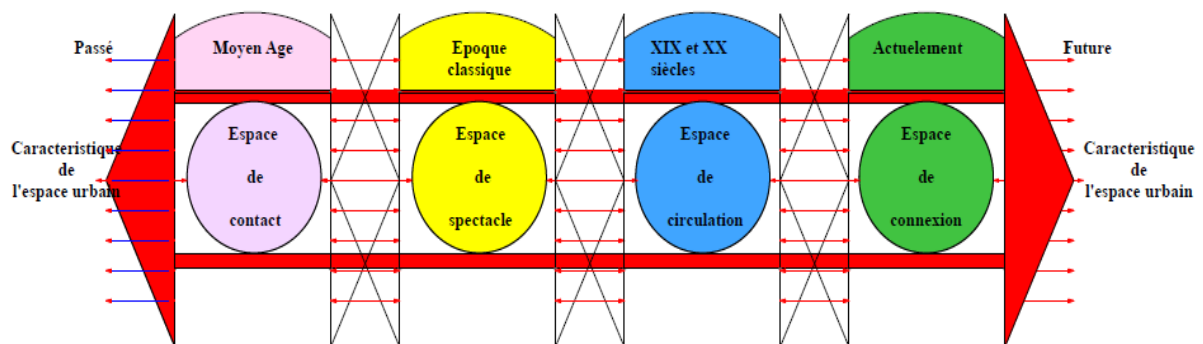 Passé
Moyen Age
Epoque
classique
XIX et XX
siècles
Actuelement
Future
Caracteristique
de
l'espace urbain
Espace
de
contact
Espace
de
spectacle
Espace
de
circulation
Espace
de
connexion
Caracteristique
de
l'espace urbain